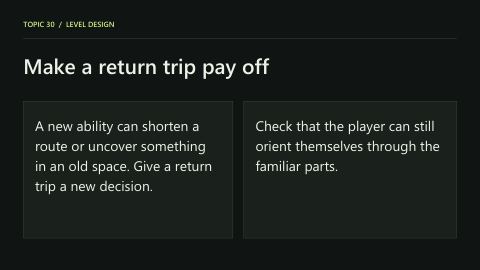 TOPIC 30 / LEVEL DESIGN
Make a return trip pay off
A new ability can shorten a
route or uncover something
in an old space. Give a return
trip a new decision.
Check that the player can still
orient themselves through the
familiar parts.